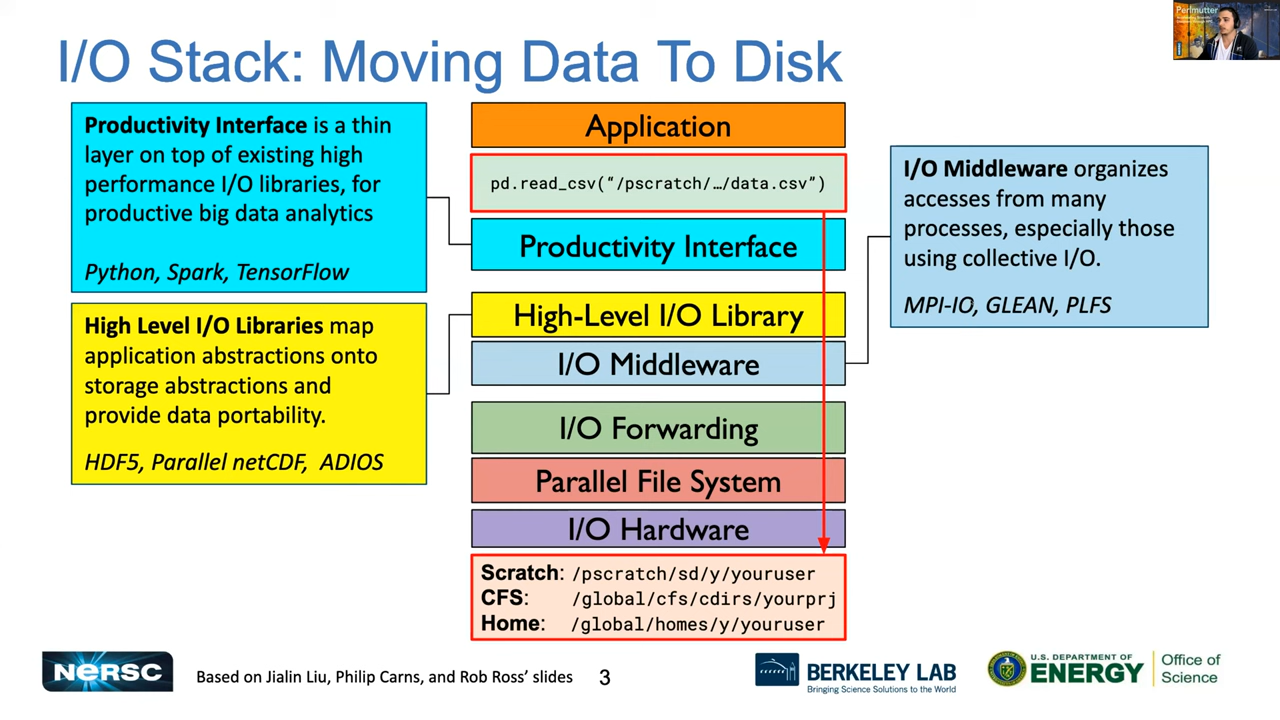 I/O Stack: Moving Data To Disk
Perlmutter
Productivity Interface is a thin
layer on top of existing high
performance I/O libraries, for
productive big data analytics
Python, Spark, TensorFlow
High Level I/O Libraries map
application abstractions onto
storage abstractions and
provide data portability.
HDF5, Parallel netCDF, ADIOS
Application
pd.read_csv(“/pscratch/…/data.csv”)
Productivity Interface
High-Level I/O Library
I/O Middleware
I/O Forwarding
Parallel File System
I/O Hardware
Scratch: /pscratch/sd/y/youruser
CFS: /global/cfs/cdirs/yourprj
Home: /global/homes/y/youruser
I/O Middleware organizes
accesses from many
processes, especially those
using collective I/O.
MPI-IO, GLEAN, PLFS
NERSC
Based on Jialin Liu, Philip Carns, and Rob Ross’ slides
3
BERKELEY LAB
Bringing Science Solutions to the World
U.S. DEPARTMENT OF
ENERGY
Office of
Science